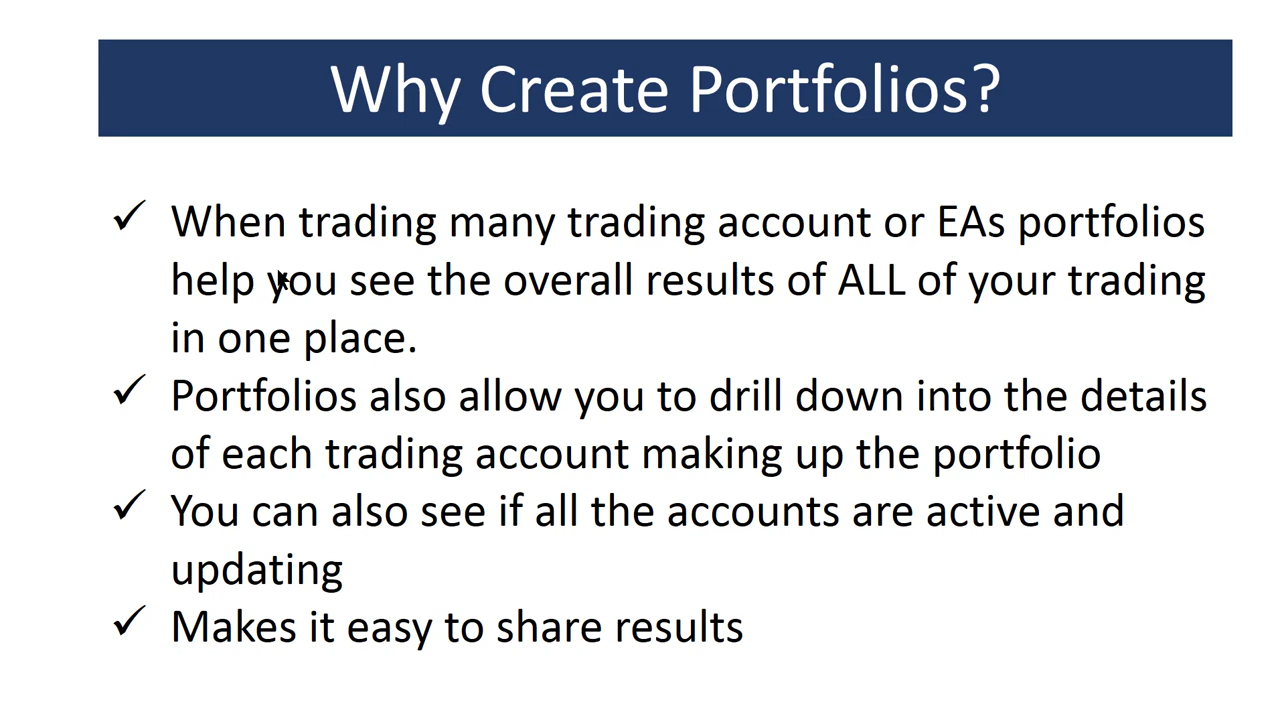 Why Create Portfolios?
✓ When trading many trading account or EAs portfolios
help you see the overall results of ALL of your trading
in one place.
✓ Portfolios also allow you to drill down into the details
of each trading account making up the portfolio
✓ You can also see if all the accounts are active and
updating
✓ Makes it easy to share results